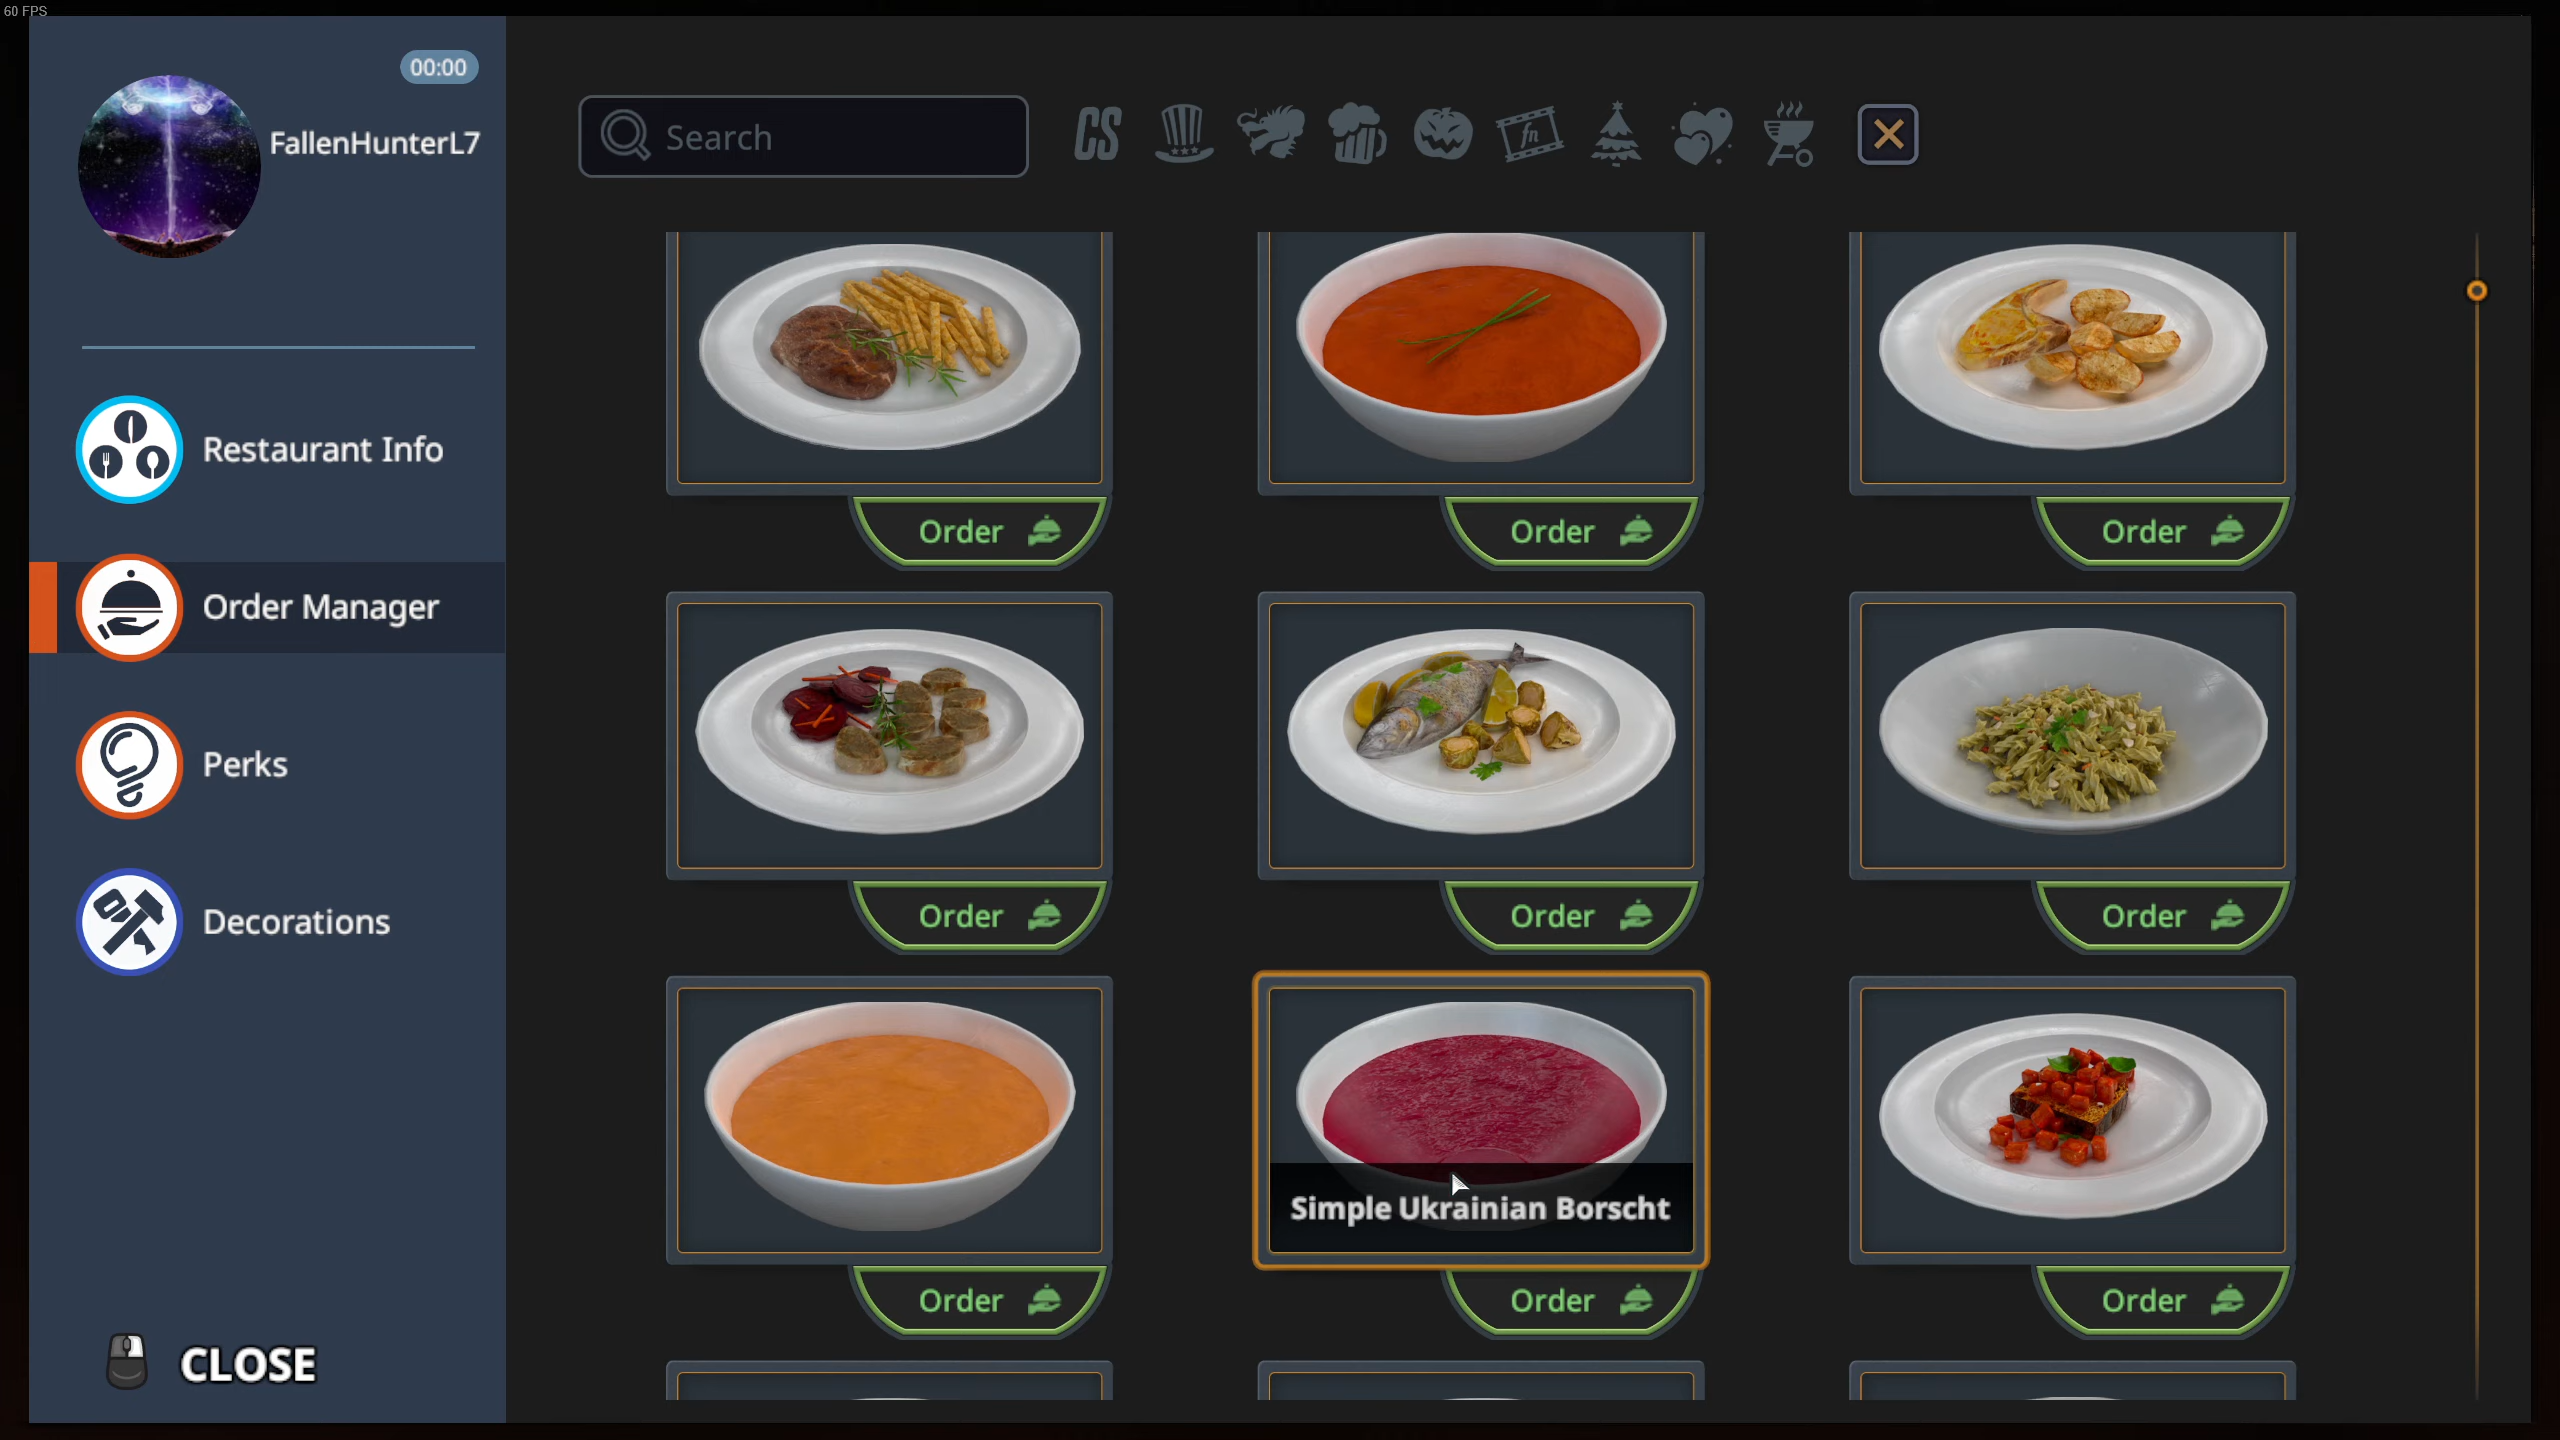 60 FPS
00:00
FallenHunterL7
Restaurant Info
Order Manager
Perks
Decorations
CLOSE
Search
CS
fn
Order
Order
Order
Order
Order
Order
Simple Ukrainian Borscht
Order
Order
Order